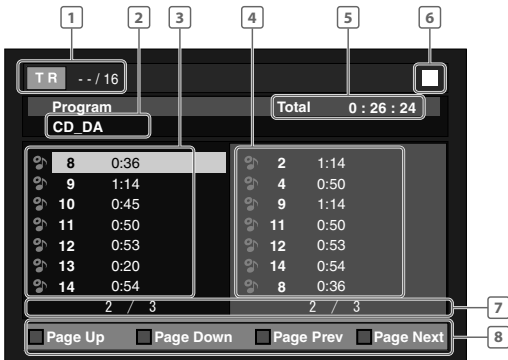 1 2 3 4 5 6
TR - - / 16
Program Total 0 : 26 : 24
CD_DA
8 0:36 2 1:14
9 1:14 4 0:50
10 0:45 9 1:14
11 0:50 11 0:50
12 0:53 12 0:53
13 0:20 14 0:54
14 0:54 8 0:36
2 / 3 2 / 3 7
Page Up Page Down Page Prev Page Next 8